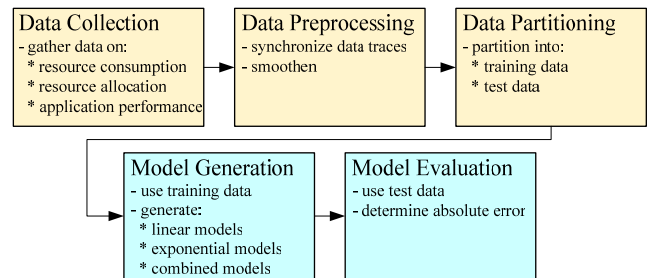 Data Collection
- gather data on:
* resource consumption
* resource allocation
* application performance
Data Preprocessing
- synchronize data traces
- smoothen
Data Partitioning
- partition into:
* training data
* test data
Model Generation
- use training data
- generate:
* linear models
* exponential models
* combined models
Model Evaluation
- use test data
- determine absolute error